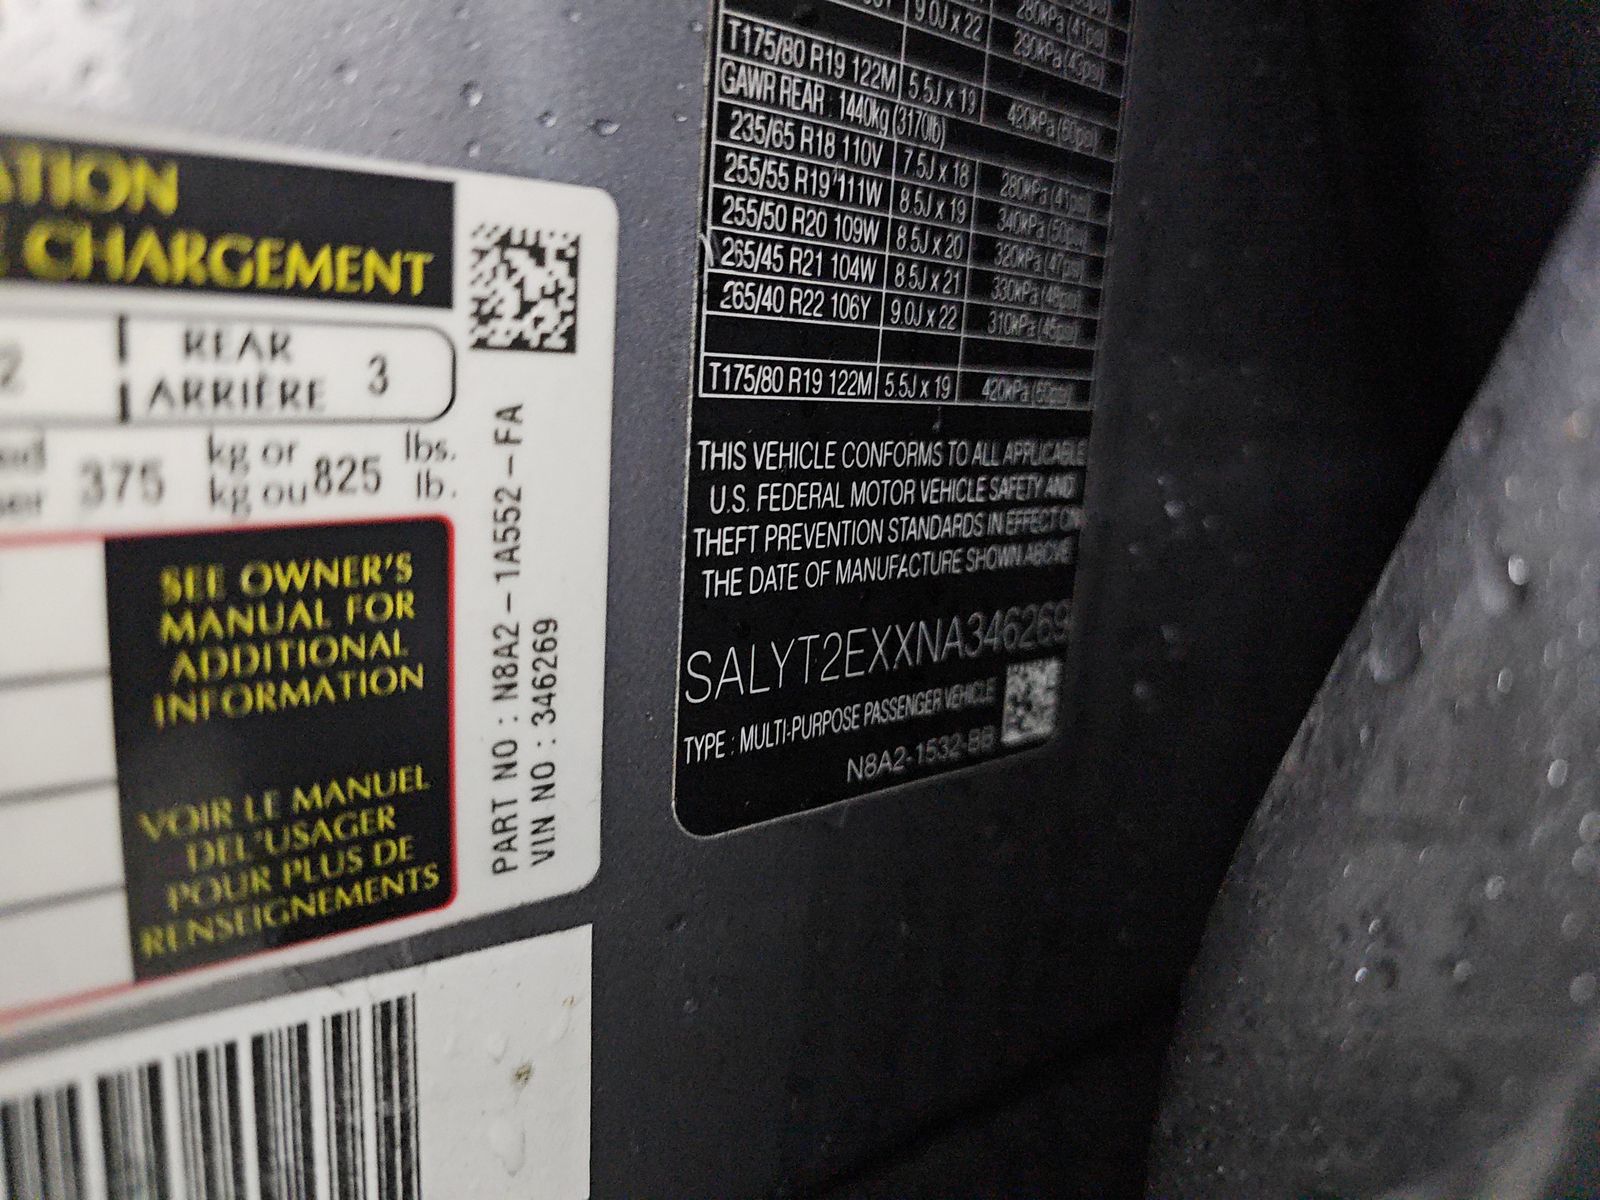 ATION
CHARGEMENT
2 REAR ARRIÈRE 3
375 kg or kg ou 825 lbs. lb.
SEE OWNER'S
MANUAL FOR
ADDITIONAL
INFORMATION
VOIR LE MANUEL
DEL'USAGER
POUR PLUS DE
RENSEIGNEMENTS
PART NO : N8A2-1A552-FA
VIN NO : 346269
9.0J x 22 280kPa (41psi)
290kPa (43psi)
T175/80 R19 122M 5.5J x 19 420kPa (60psi)
GAWR REAR : 1440kg (3170lb)
235/65 R18 110V 7.5J x 18 280kPa (41psi)
255/55 R19 111W 8.5J x 19 340kPa (50psi)
255/50 R20 109W 8.5J x 20 320kPa (47psi)
265/45 R21 104W 8.5J x 21 330kPa (48psi)
265/40 R22 106Y 9.0J x 22 310kPa (45psi)
T175/80 R19 122M 5.5J x 19 420kPa (60psi)
THIS VEHICLE CONFORMS TO ALL APPLICABLE
U.S. FEDERAL MOTOR VEHICLE SAFETY AND
THEFT PREVENTION STANDARDS IN EFFECT ON
THE DATE OF MANUFACTURE SHOWN ABOVE
SALYT2EXXNA346269
TYPE : MULTI-PURPOSE PASSENGER VEHICLE
N8A2-1532-BB